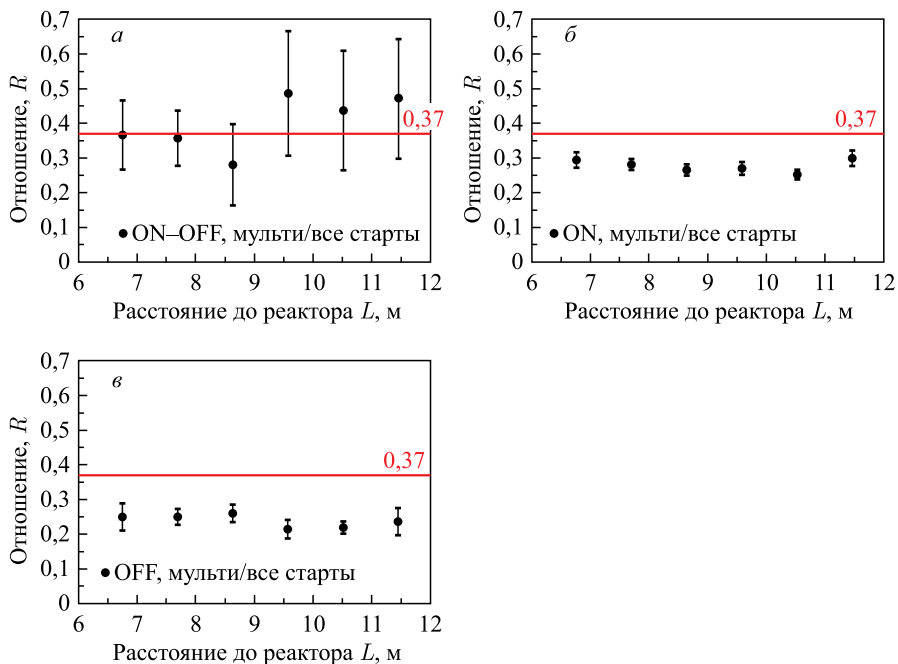 0,7
0,6
0,5
0,4
0,3
0,2
0,1
0
Отношение, R
а
0,37
ON–OFF, мульти/все старты
6 7 8 9 10 11 12
Расстояние до реактора L, м
0,7
0,6
0,5
0,4
0,3
0,2
0,1
0
Отношение, R
б
0,37
ON, мульти/все старты
6 7 8 9 10 11 12
Расстояние до реактора L, м
0,7
0,6
0,5
0,4
0,3
0,2
0,1
0
Отношение, R
в
0,37
OFF, мульти/все старты
6 7 8 9 10 11 12
Расстояние до реактора L, м